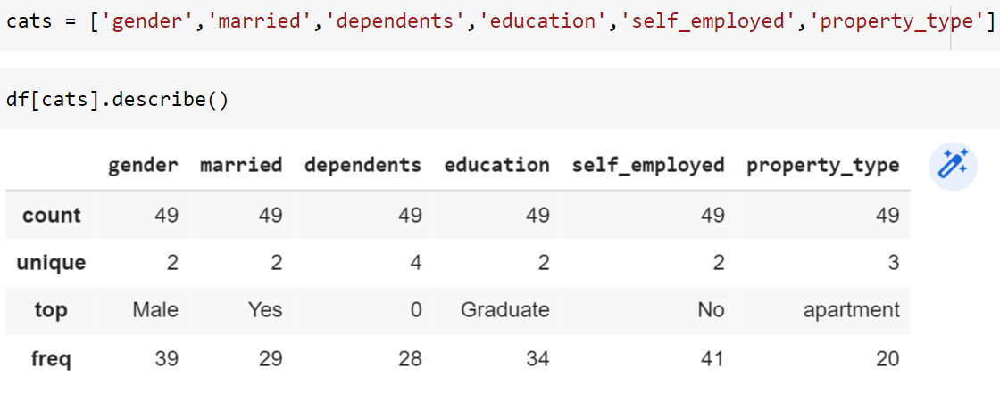 cats = ['gender','married','dependents','education','self_employed','property_type']
df[cats].describe()
gender married dependents education self_employed property_type
count 49 49 49 49 49 49
unique 2 2 4 2 2 3
top Male Yes 0 Graduate No apartment
freq 39 29 28 34 41 20